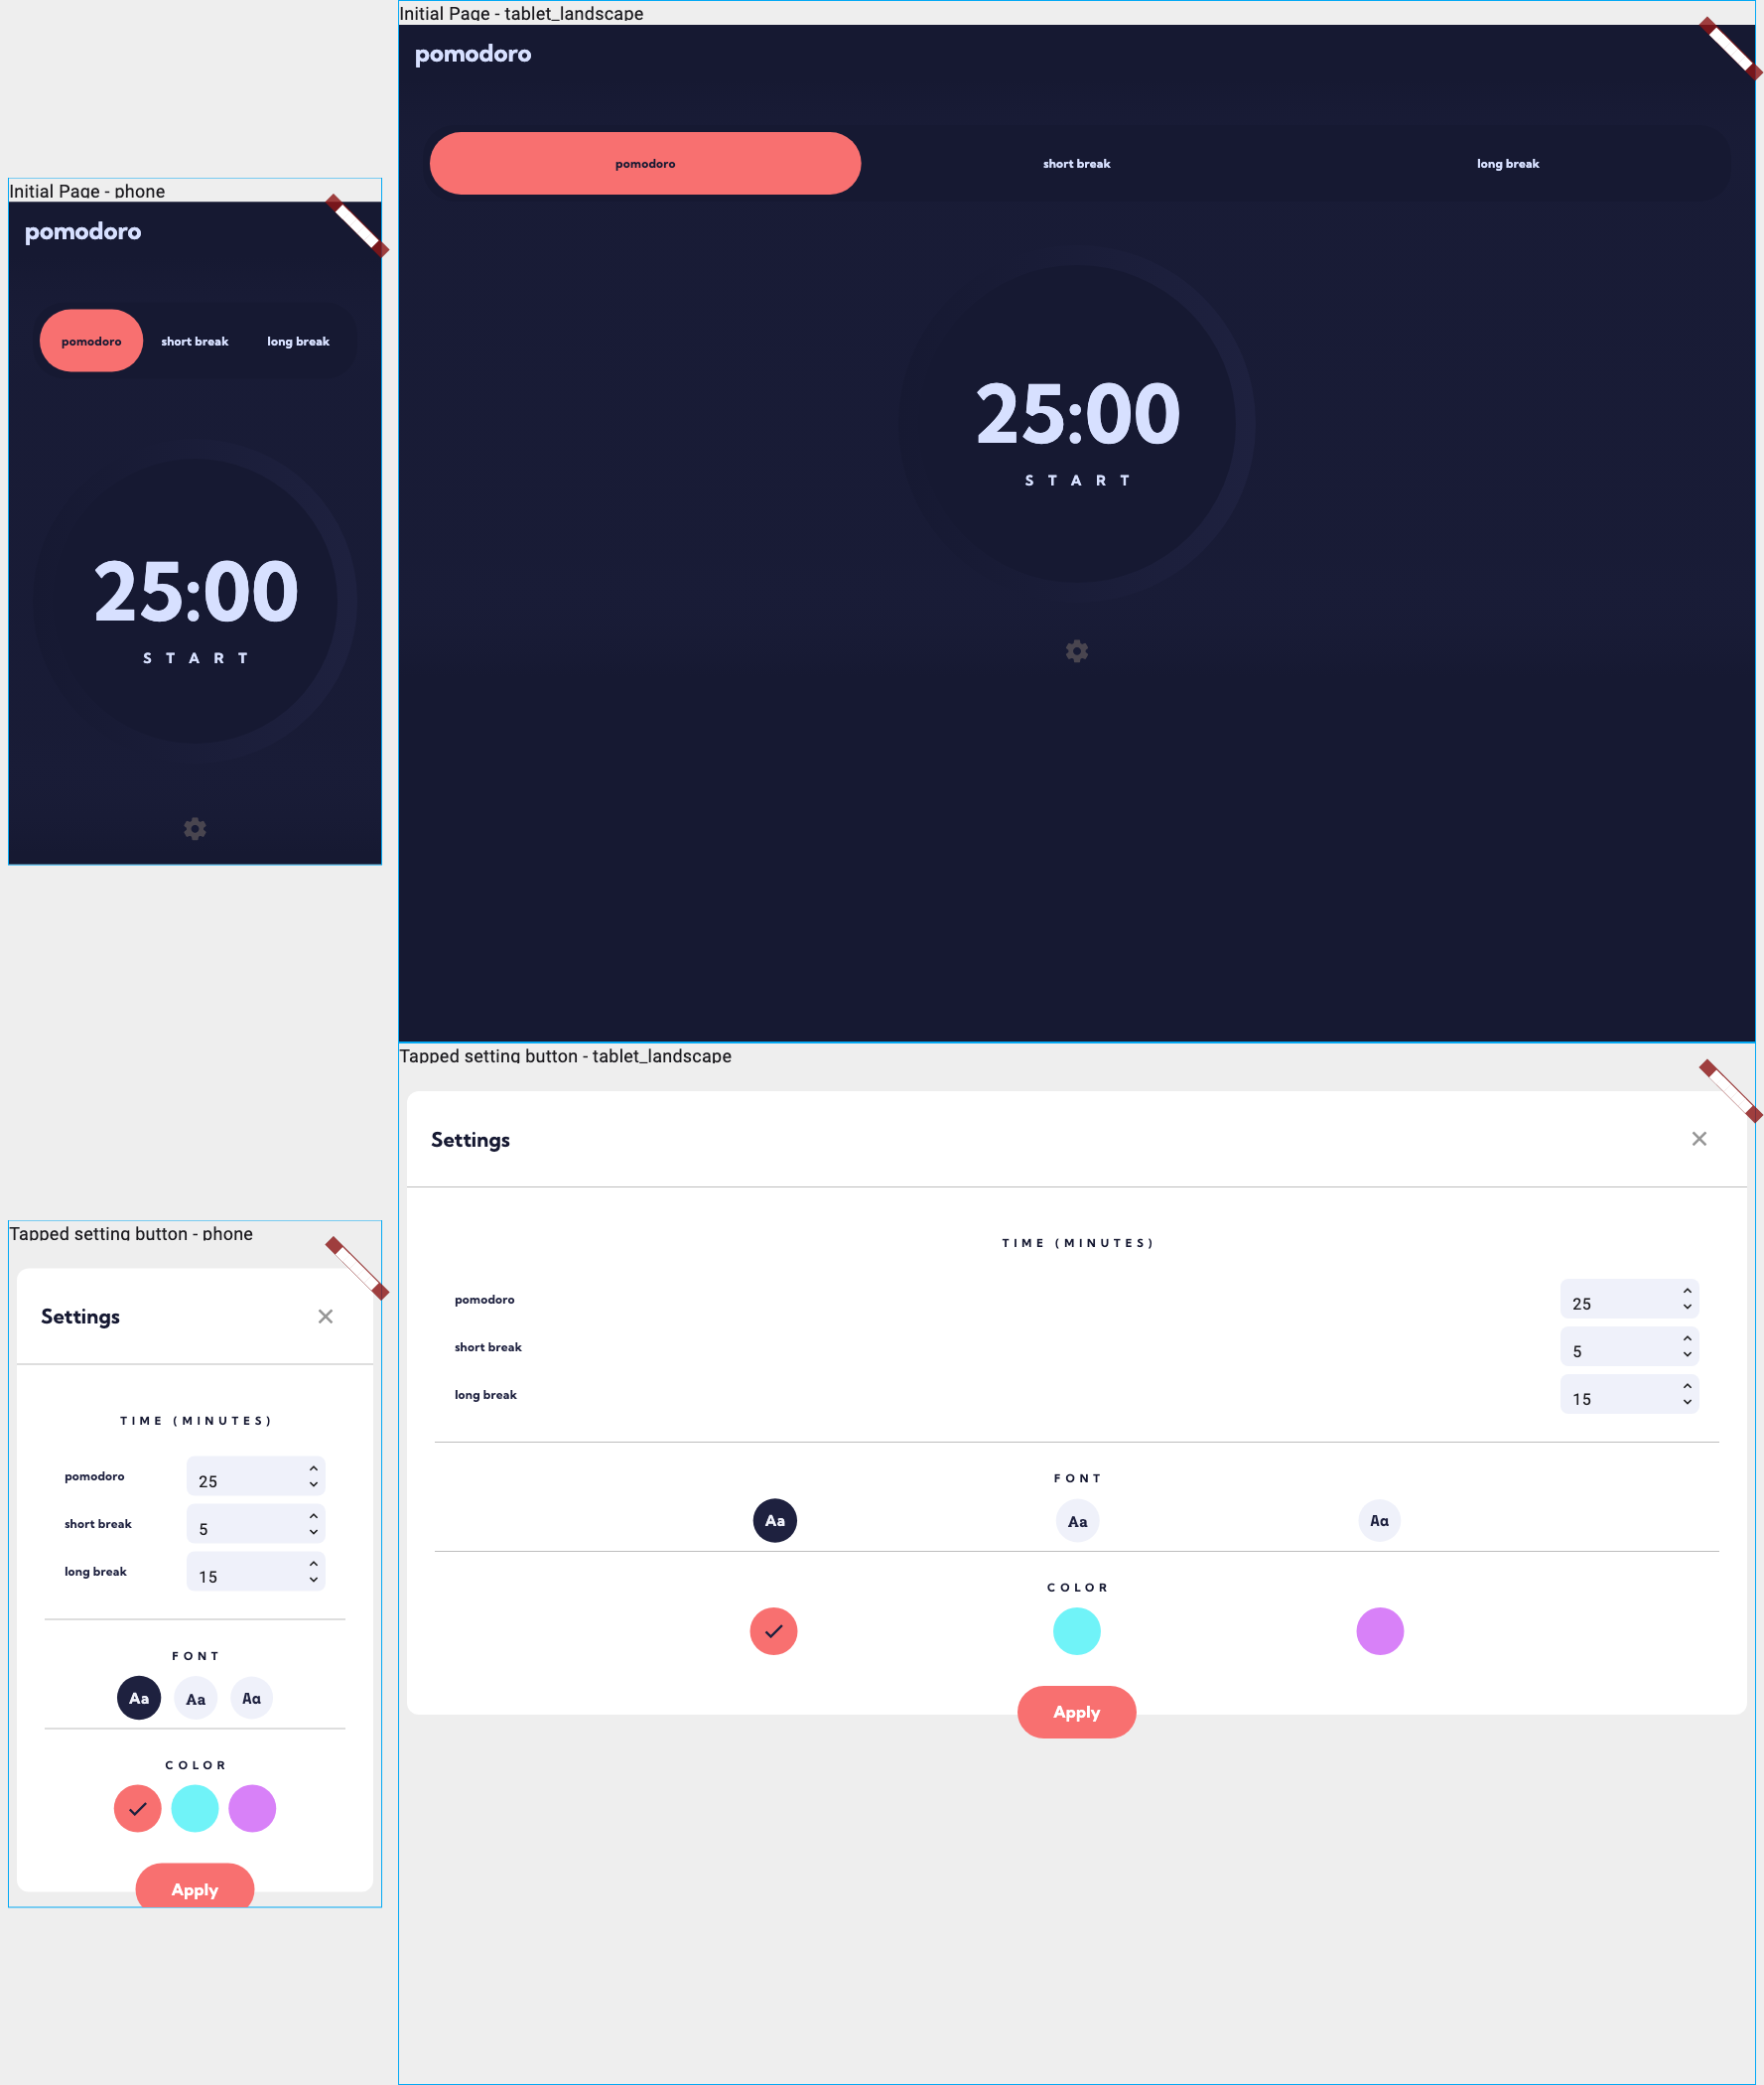 Initial Page - tablet_landscape
pomodoro
pomodoro
short break
long break
25:00
START
Initial Page - phone
pomodoro
pomodoro
short break
long break
25:00
START
Tapped setting button - tablet_landscape
Settings
TIME (MINUTES)
pomodoro
25
short break
5
long break
15
FONT
Aa
Aa
Aa
COLOR
Apply
Tapped setting button - phone
Settings
TIME (MINUTES)
pomodoro
25
short break
5
long break
15
FONT
Aa
Aa
Aa
COLOR
Apply